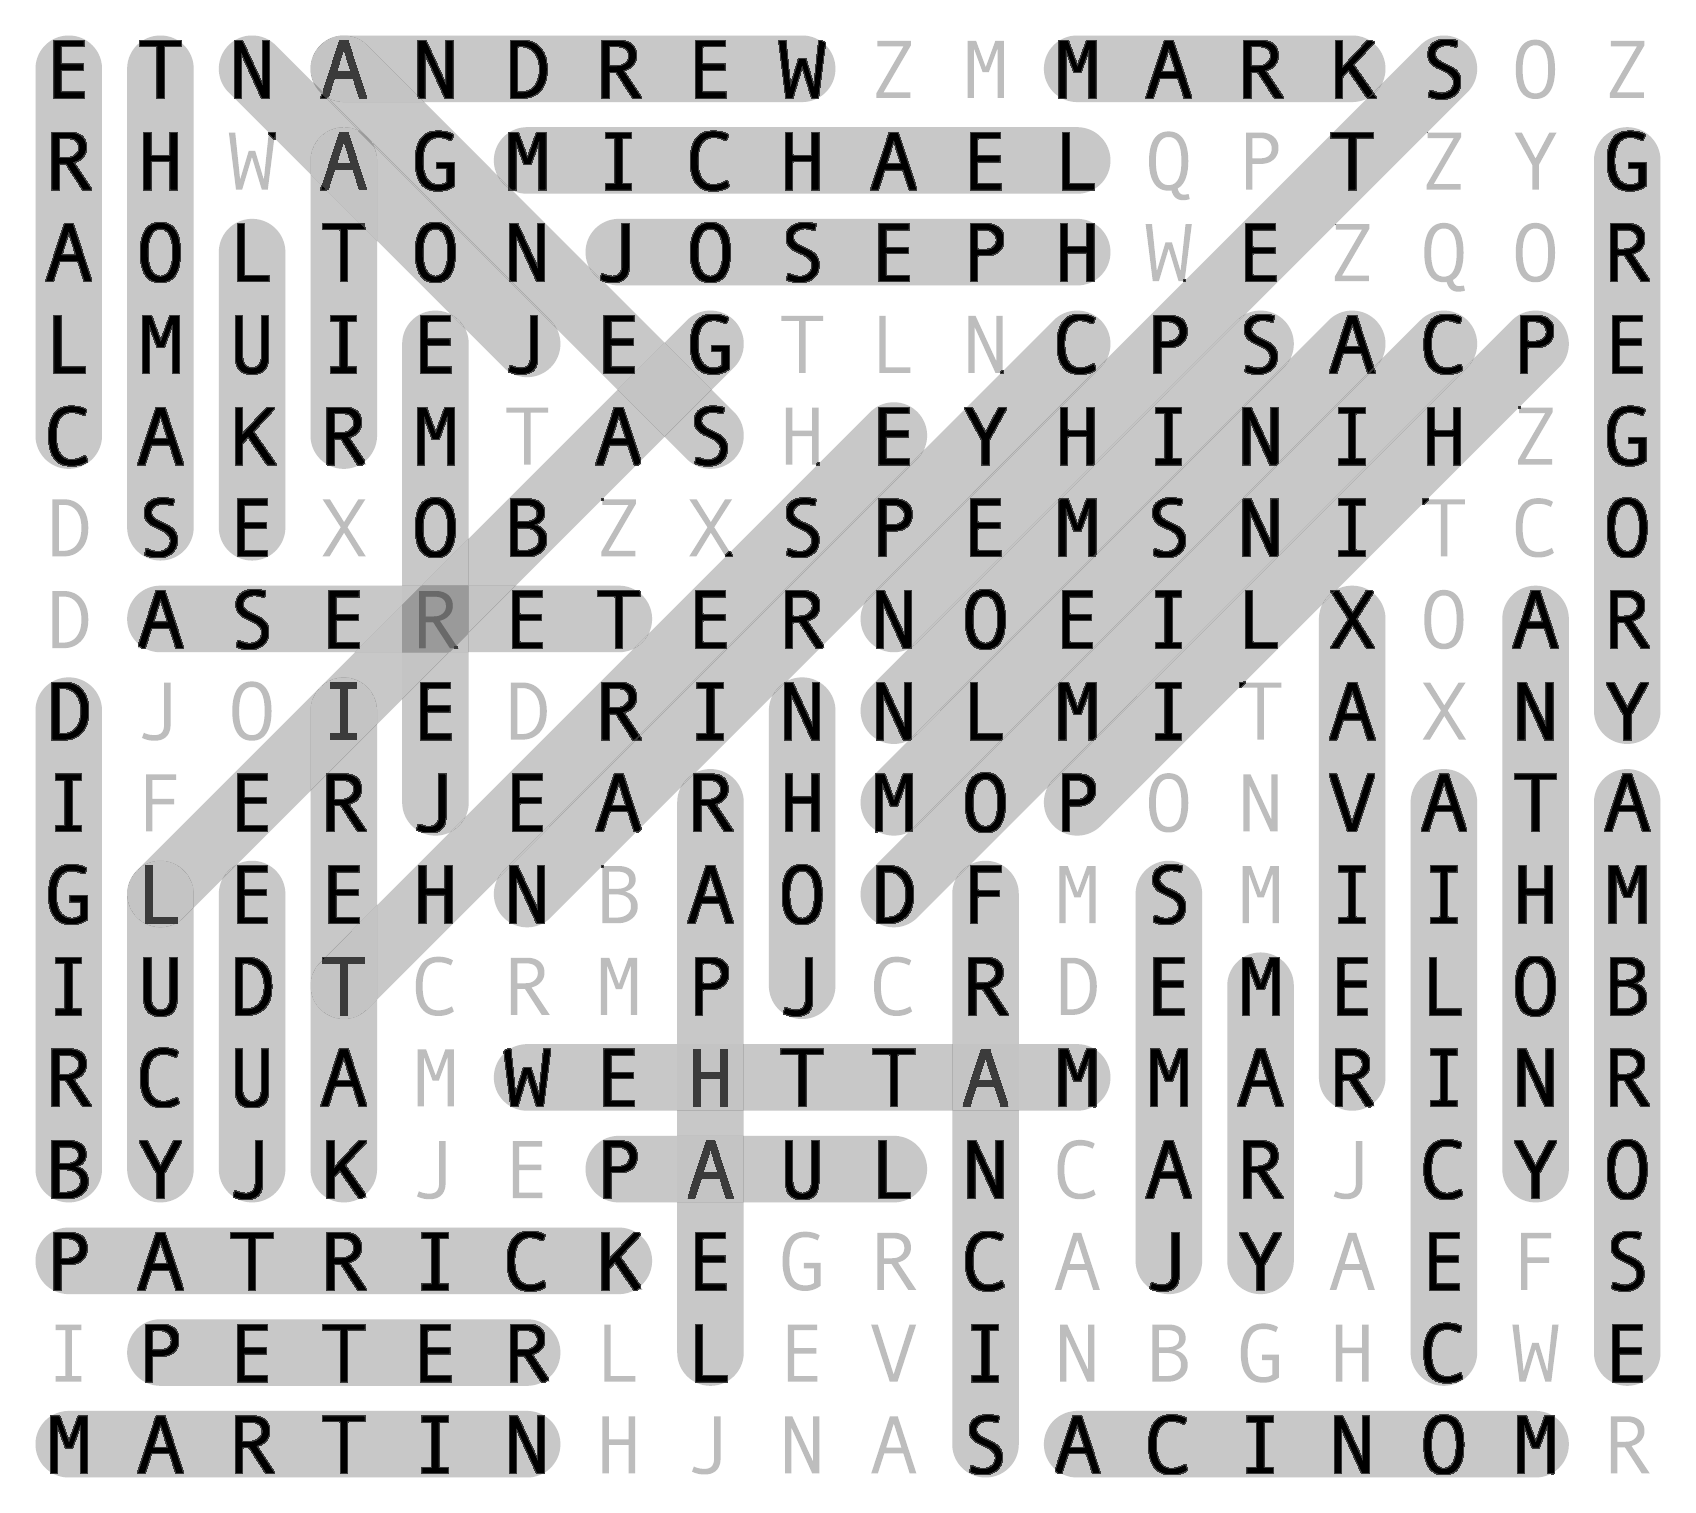 E T N A N D R E W Z M M A R K S O Z
R H W A G M I C H A E L Q P T Z Y G
A O L T O N J O S E P H W E Z Q O R
L M U I E J E G T L N C P S A C P E
C A K R M T A S H E Y H I N I H Z G
D S E X O B Z X S P E M S N I T C O
D A S E R E T E R N O E I L X O A R
D J O I E D R I N N L M I T A X N Y
I F E R J E A R H M O P O N V A T A
G L E E H N B A O D F M S M I I H M
I U D T C R M P J C R D E M E L O B
R C U A M W E H T T A M M A R I N R
B Y J K J E P A U L N C A R J C Y O
P A T R I C K E G R C A J Y A E F S
I P E T E R L L E V I N B G H C W E
M A R T I N H J N A S A C I N O M R